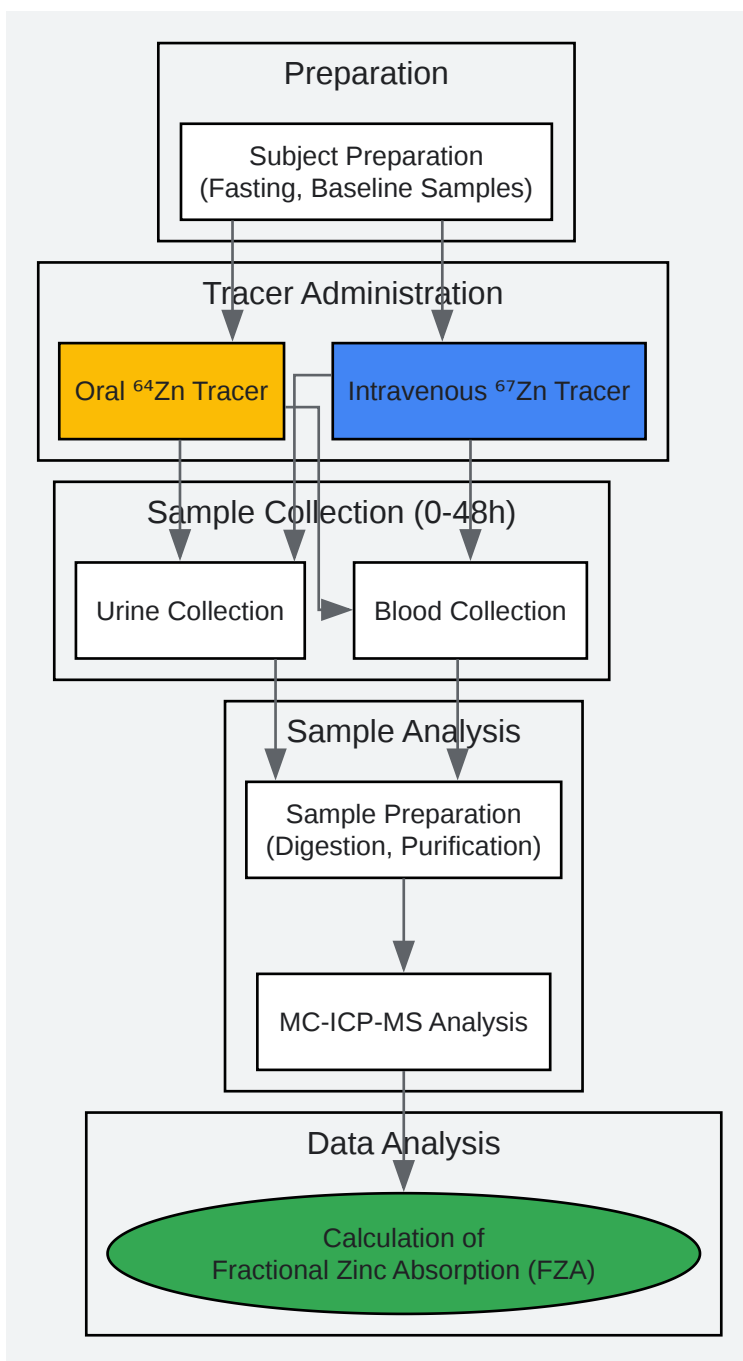 Preparation
Subject Preparation
(Fasting, Baseline Samples)
Tracer Administration
Oral ⁶⁴Zn Tracer
Intravenous ⁶⁷Zn Tracer
Sample Collection (0-48h)
Urine Collection
Blood Collection
Sample Analysis
Sample Preparation
(Digestion, Purification)
MC-ICP-MS Analysis
Data Analysis
Calculation of
Fractional Zinc Absorption (FZA)